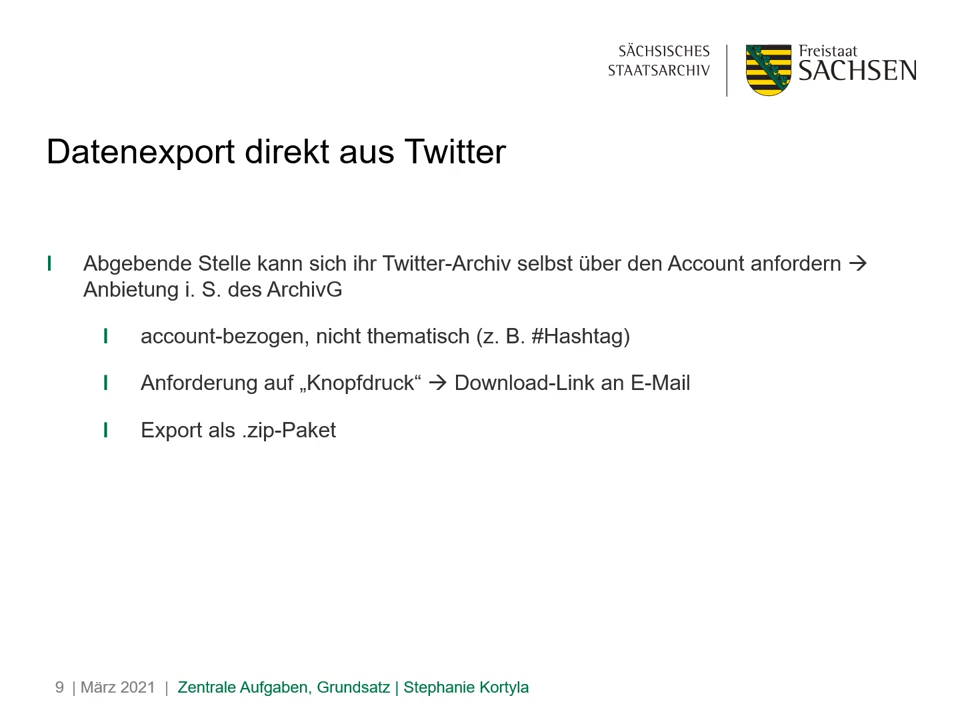 SÄCHSISCHES
STAATSARCHIV
Freistaat
SACHSEN
Datenexport direkt aus Twitter
I Abgebende Stelle kann sich ihr Twitter-Archiv selbst über den Account anfordern →
Anbietung i. S. des ArchivG
I account-bezogen, nicht thematisch (z. B. #Hashtag)
I Anforderung auf „Knopfdruck“ → Download-Link an E-Mail
I Export als .zip-Paket
9 | März 2021 | Zentrale Aufgaben, Grundsatz | Stephanie Kortyla